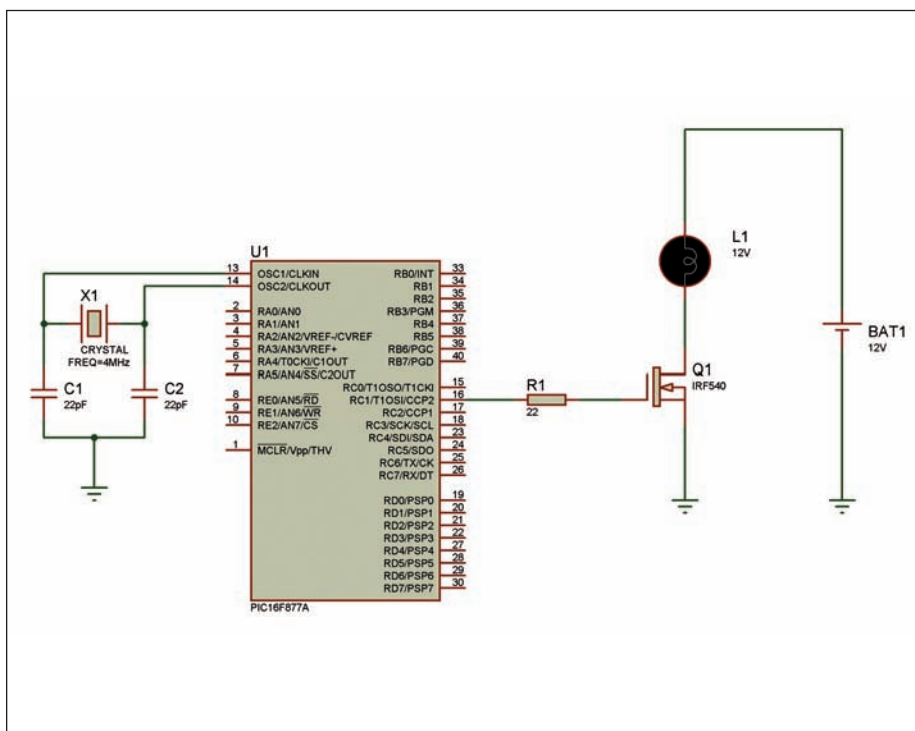 U1
13
OSC1/CLKIN
14
OSC2/CLKOUT
2
RA0/AN0
3
RA1/AN1
4
RA2/AN2/VREF-/CVREF
5
RA3/AN3/VREF+
6
RA4/T0CKI/C1OUT
7
RA5/AN4/SS/C2OUT
8
RE0/AN5/RD
9
RE1/AN6/WR
10
RE2/AN7/CS
1
MCLR/Vpp/THV
RB0/INT
33
RB1
34
RB2
35
RB3/PGM
36
RB4
37
RB5
38
RB6/PGC
39
RB7/PGD
40
RC0/T1OSO/T1CKI
15
RC1/T1OSI/CCP2
16
RC2/CCP1
17
RC3/SCK/SCL
18
RC4/SDI/SDA
23
RC5/SDO
24
RC6/TX/CK
25
RC7/RX/DT
26
RD0/PSP0
19
RD1/PSP1
20
RD2/PSP2
21
RD3/PSP3
22
RD4/PSP4
27
RD5/PSP5
28
RD6/PSP6
29
RD7/PSP7
30
PIC16F877A
X1
CRYSTAL
FREQ=4MHz
C1
22pF
C2
22pF
R1
22
Q1
IRF540
L1
12V
BAT1
12V